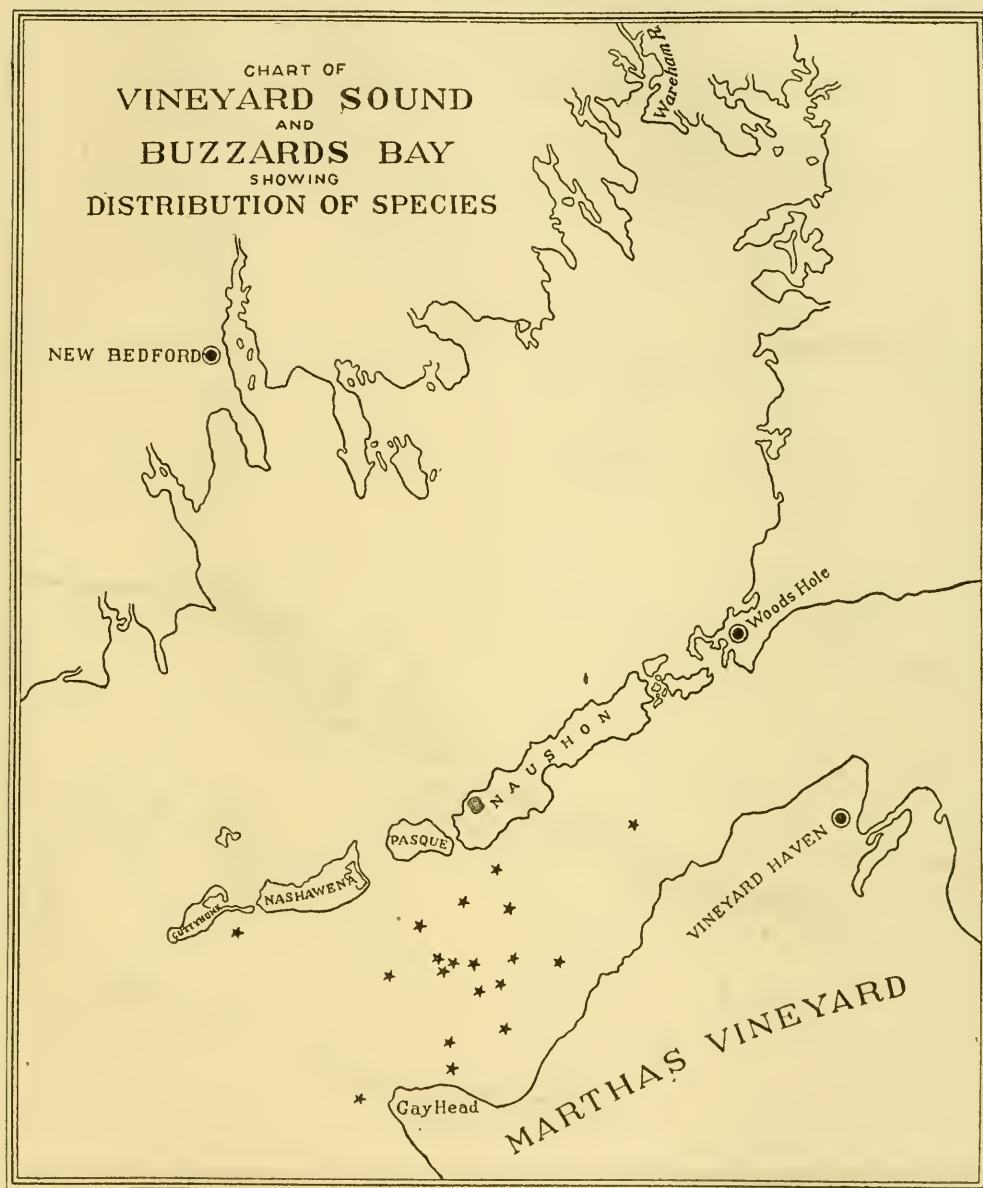 CHART OF
VINEYARD SOUND
AND
BUZZARDS BAY
SHOWING
DISTRIBUTION OF SPECIES
Wareham R.
NEW BEDFORD
Woods Hole
NAUSHON
PASQUE
NASHAWENA
CUTTYHUNK
VINEYARD HAVEN
MARTHAS VINEYARD
Gay Head